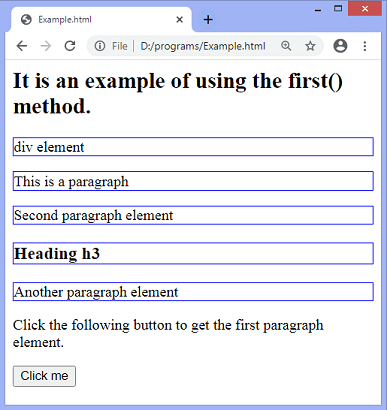 Example.html
File | D:/programs/Example.html
It is an example of using the first()
method.
div element
This is a paragraph
Second paragraph element
Heading h3
Another paragraph element
Click the following button to get the first paragraph
element.
Click me